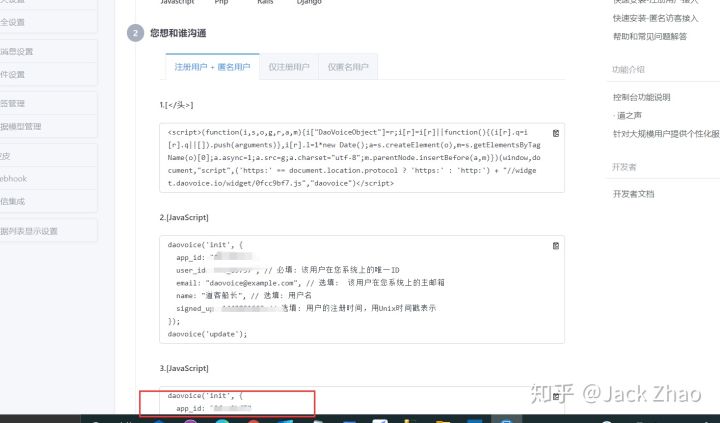 Javascript Php Rails Django
全设置
消息设置
件设置
签管理
据模型管理
ebhook
信集成
据列表显示设置
2 您想和谁沟通
注册用户 + 匿名用户 仅注册用户 仅匿名用户
1.[</头>]
<script>(function(i,s,o,g,r,a,m){i["DaoVoiceObject"]=r;i[r]=i[r]||function(){(i[r].q=i
[r].q||[]).push(arguments)},i[r].l=1*new Date();a=s.createElement(o),m=s.getElementsByTag
Name(o)[0];a.async=1;a.src=g;a.charset="utf-8";m.parentNode.insertBefore(a,m)})(window,do
cument,"script",('https:' == document.location.protocol ? 'https:' : 'http:') + "//widg
et.daovoice.io/widget/0fcc9bf7.js","daovoice")</script>
2.[JavaScript]
daovoice('init', {
app_id: "
user_id // 必填: 该用户在您系统上的唯一ID
email: "daovoice@example.com", // 选填: 该用户在您系统上的主邮箱
name: "道客船长", // 选填: 用户名
signed_up // 选填: 用户的注册时间，用Unix时间戳表示
});
daovoice('update');
3.[JavaScript]
daovoice('init', {
app_id: "
快速安装-匿名访客接入
帮助和常见问题解答
功能介绍
控制台功能说明
· 道之声
针对大规模用户提供个性化服
开发者
开发者文档
知乎 @Jack Zhao